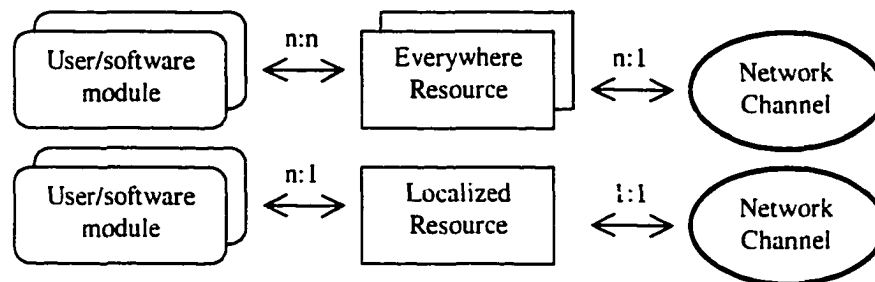 User/software
module
n:n
Everywhere
Resource
n:1
Network
Channel
User/software
module
n:1
Localized
Resource
1:1
Network
Channel